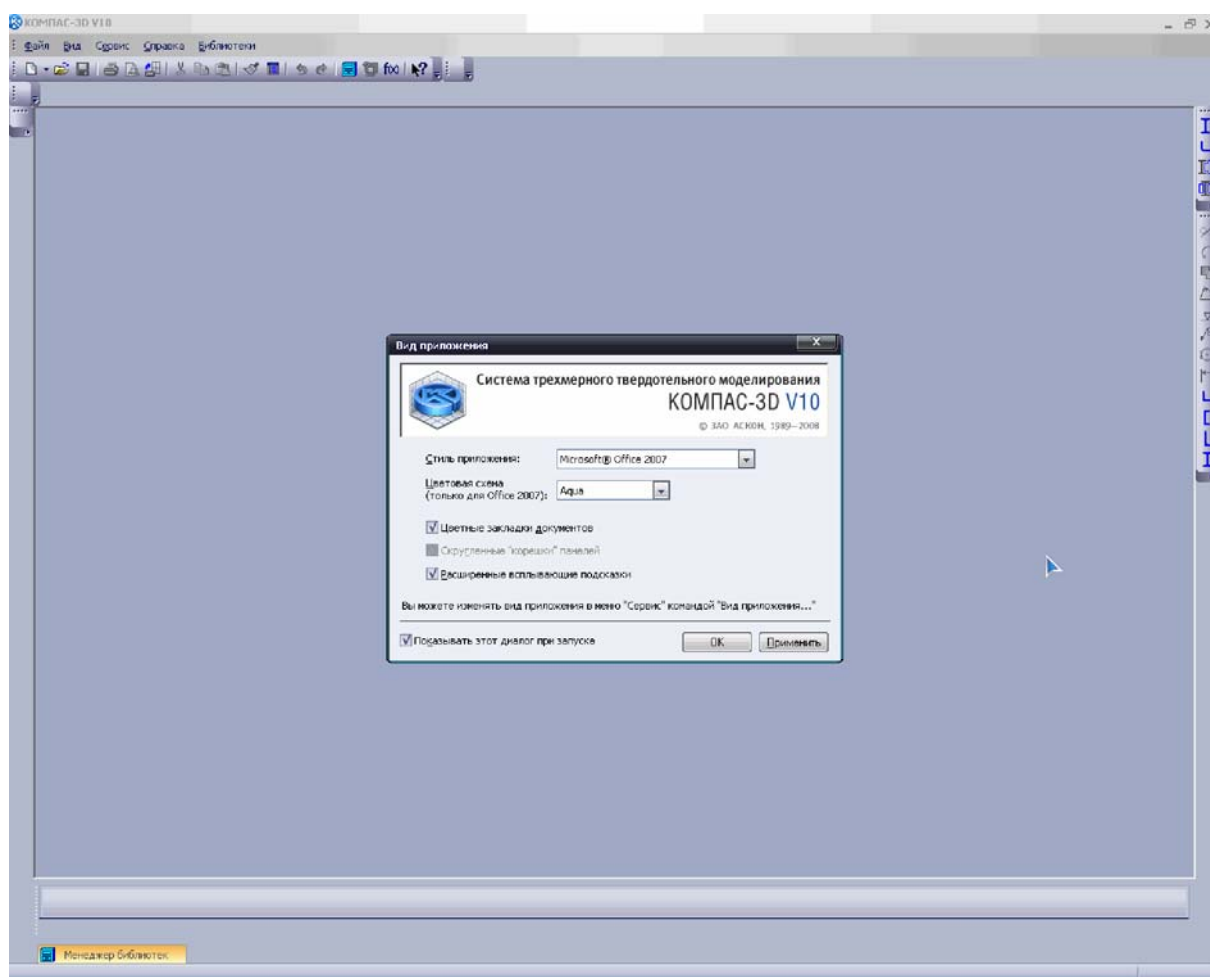 КОМПАС-3D V10
Файл Вид Сервис Справка Библиотеки
f(x)
Вид приложения
Система трехмерного твердотельного моделирования
КОМПАС-3D V10
© ЗАО АСКОН, 1989—2008
Стиль приложения: Microsoft® Office 2007
Цветовая схема
(только для Office 2007): Aqua
Цветные закладки документов
Скругленные "корешки" панелей
Расширенные всплывающие подсказки
Вы можете изменять вид приложения в меню "Сервис" командой "Вид приложения..."
Показывать этот диалог при запуске OK Применить
Менеджер библиотек